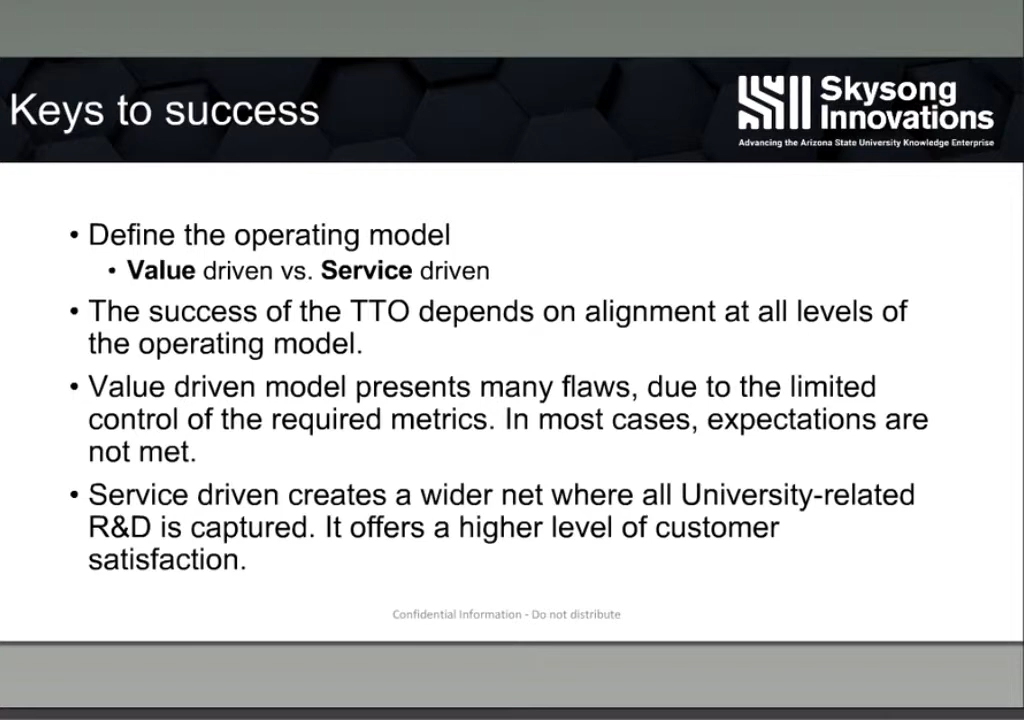 Keys to success
Skysong
Innovations
Advancing the Arizona State University Knowledge Enterprise
• Define the operating model
• Value driven vs. Service driven
• The success of the TTO depends on alignment at all levels of
the operating model.
• Value driven model presents many flaws, due to the limited
control of the required metrics. In most cases, expectations are
not met.
• Service driven creates a wider net where all University-related
R&D is captured. It offers a higher level of customer
satisfaction.
Confidential Information - Do not distribute